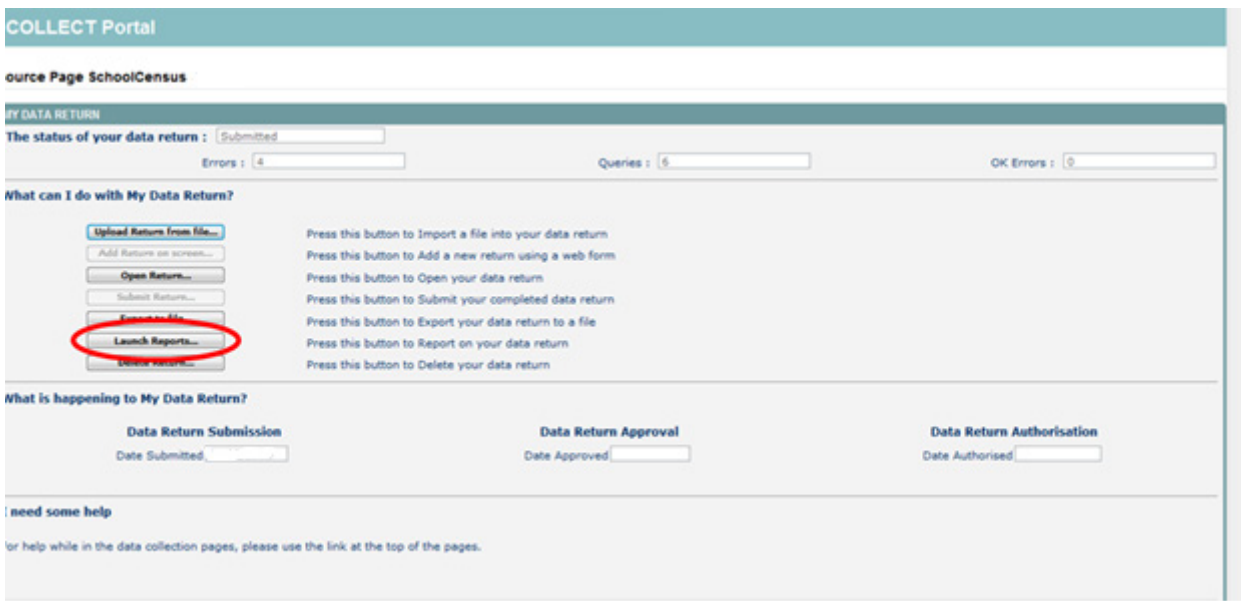 COLLECT Portal
ource Page SchoolCensus
MY DATA RETURN
The status of your data return : Submitted
Errors : 4 Queries : 6 OK Errors : 0
What can I do with My Data Return?
Upload Return from file... Press this button to Import a file into your data return
Add Return on screen... Press this button to Add a new return using a web form
Open Return... Press this button to Open your data return
Submit Return... Press this button to Submit your completed data return
Export to file... Press this button to Export your data return to a file
Launch Reports... Press this button to Report on your data return
Delete Return... Press this button to Delete your data return
What is happening to My Data Return?
Data Return Submission Data Return Approval Data Return Authorisation
Date Submitted Date Approved Date Authorised
I need some help
or help while in the data collection pages, please use the link at the top of the pages.